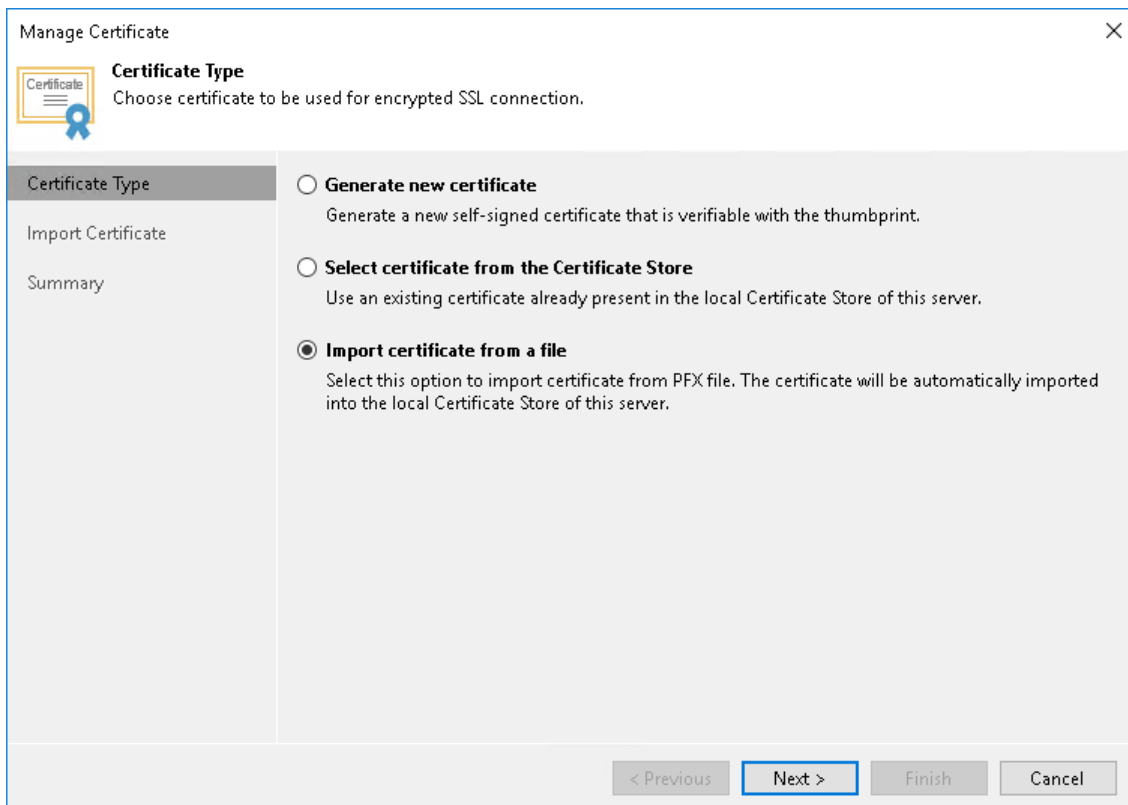 Manage Certificate
Certificate
Certificate Type
Choose certificate to be used for encrypted SSL connection.
Certificate Type
Import Certificate
Summary
Generate new certificate
Generate a new self-signed certificate that is verifiable with the thumbprint.
Select certificate from the Certificate Store
Use an existing certificate already present in the local Certificate Store of this server.
Import certificate from a file
Select this option to import certificate from PFX file. The certificate will be automatically imported
into the local Certificate Store of this server.
< Previous
Next >
Finish
Cancel